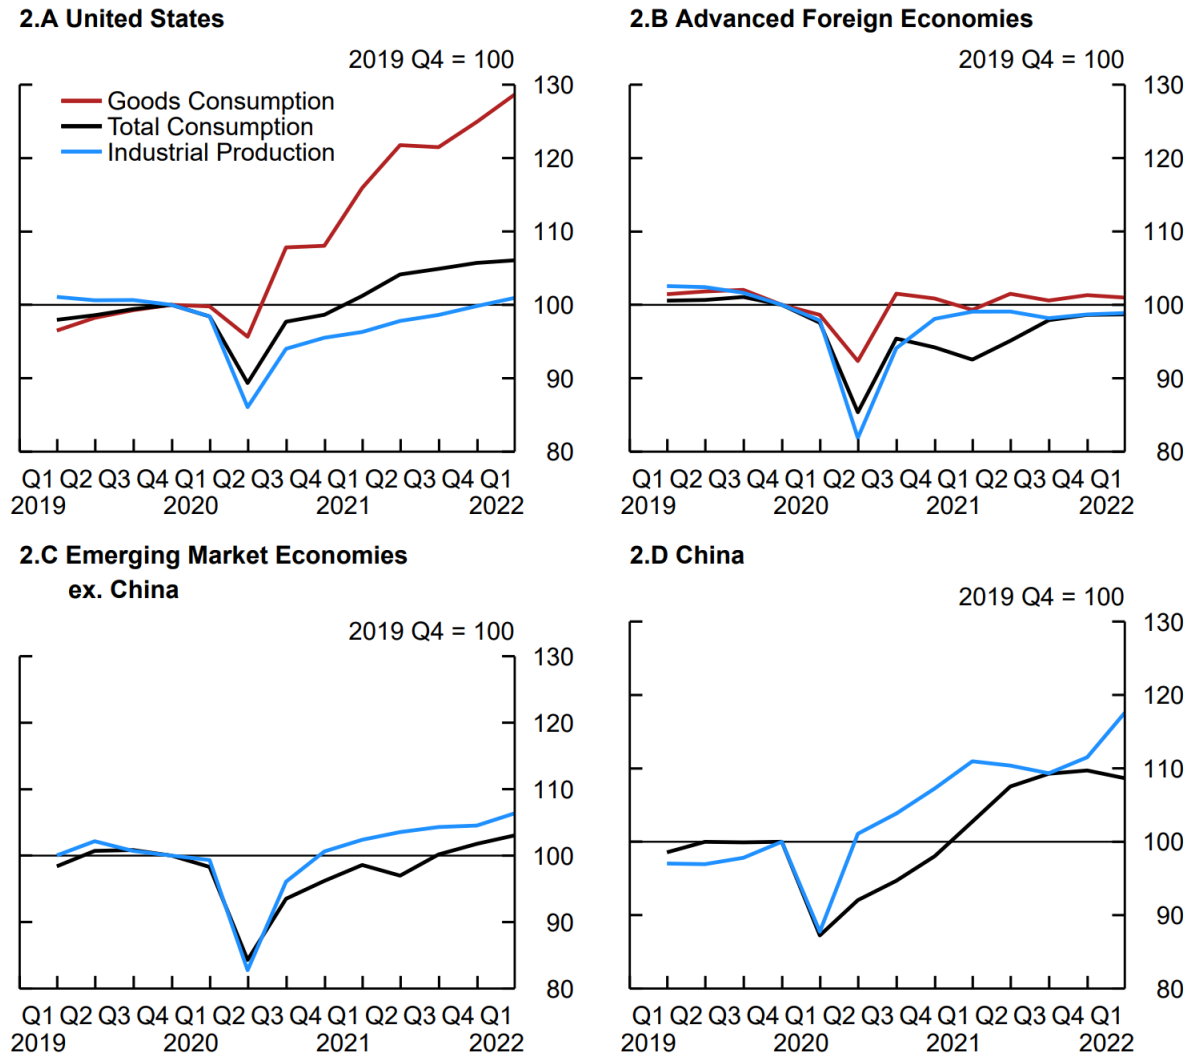 2.A United States
2019 Q4 = 100
Goods Consumption
Total Consumption
Industrial Production
130
120
110
100
90
80
Q1 Q2 Q3 Q4 Q1 Q2 Q3 Q4 Q1 Q2 Q3 Q4 Q1
2019 2020 2021 2022
2.B Advanced Foreign Economies
2019 Q4 = 100
130
120
110
100
90
80
Q1 Q2 Q3 Q4 Q1 Q2 Q3 Q4 Q1 Q2 Q3 Q4 Q1
2019 2020 2021 2022
2.C Emerging Market Economies
ex. China
2019 Q4 = 100
130
120
110
100
90
80
Q1 Q2 Q3 Q4 Q1 Q2 Q3 Q4 Q1 Q2 Q3 Q4 Q1
2019 2020 2021 2022
2.D China
2019 Q4 = 100
130
120
110
100
90
80
Q1 Q2 Q3 Q4 Q1 Q2 Q3 Q4 Q1 Q2 Q3 Q4 Q1
2019 2020 2021 2022